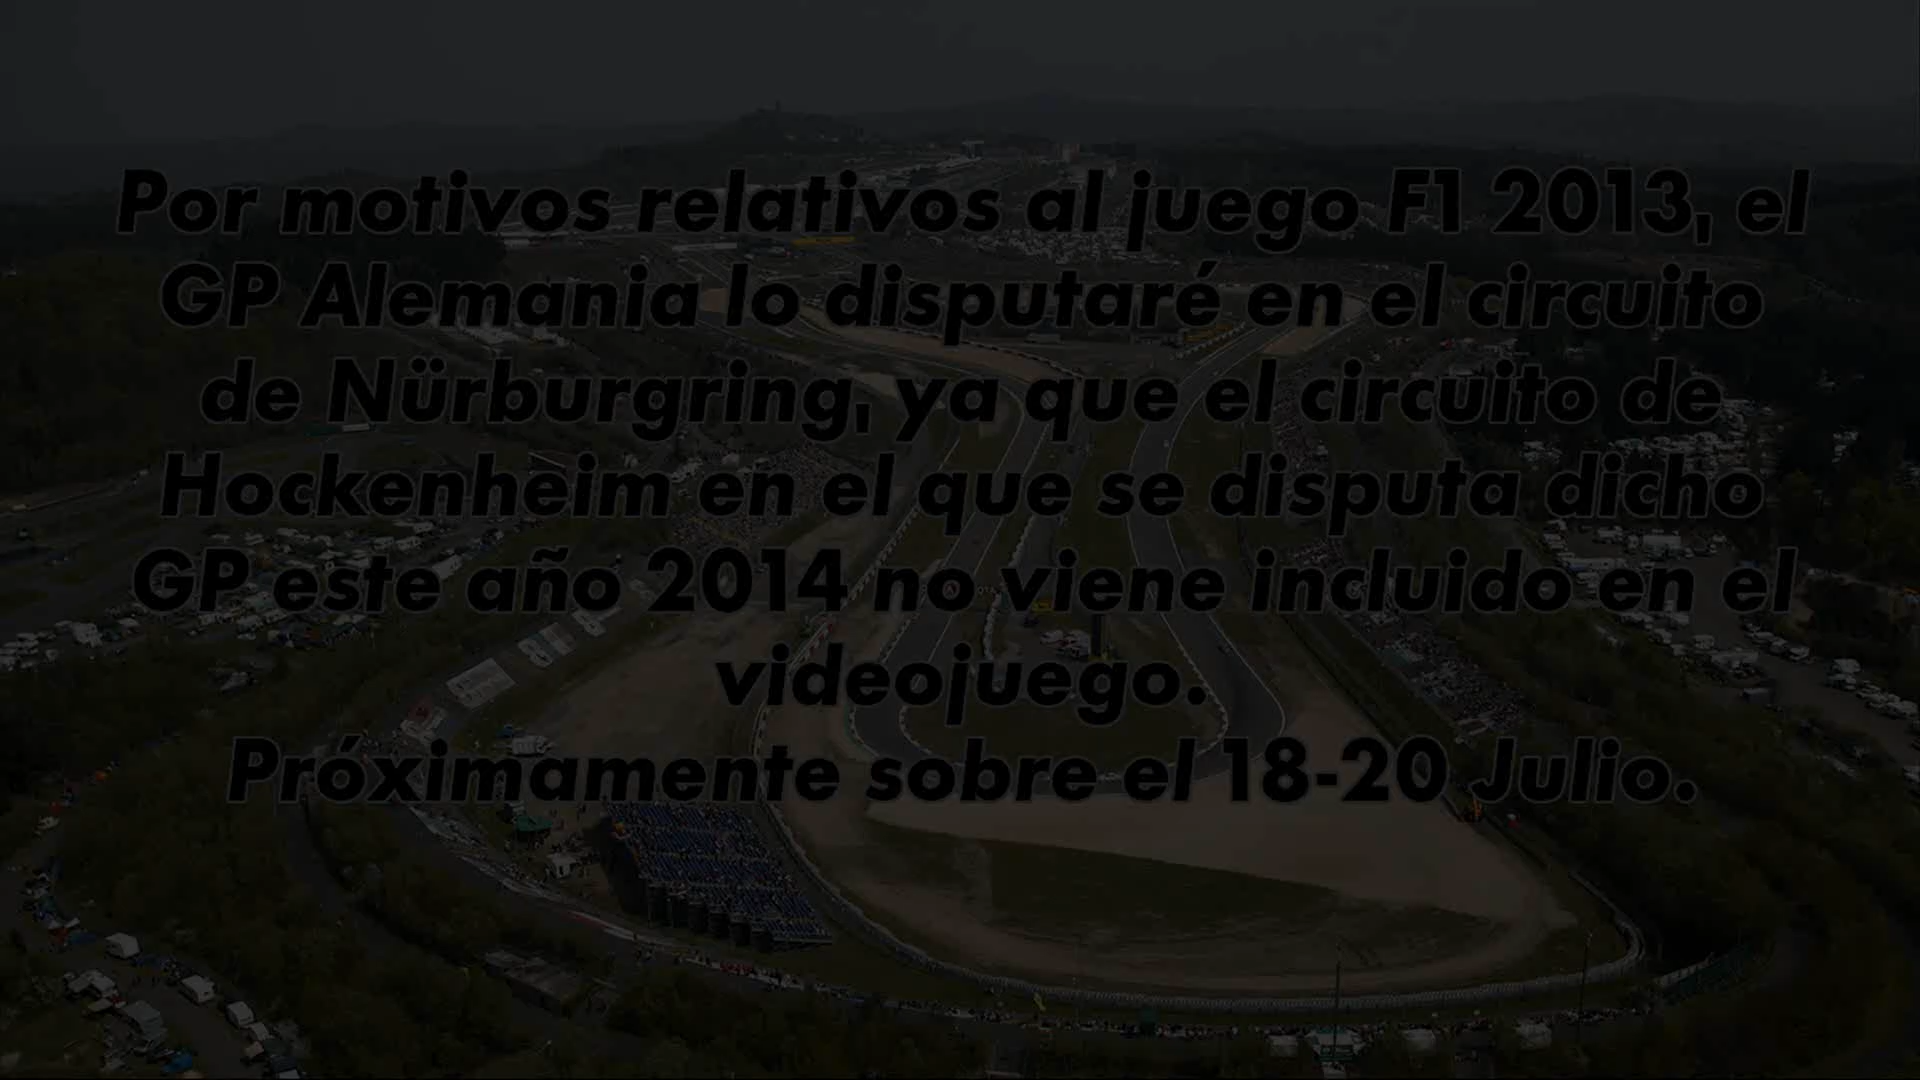 Por motivos relativos al juego F1 2013, el
GP Alemania lo disputaré en el circuito
de Nürburgring, ya que el circuito de
Hockenheim en el que se disputa dicho
GP este año 2014 no viene incluido en el
videojuego.
Próximamente sobre el 18-20 Julio.